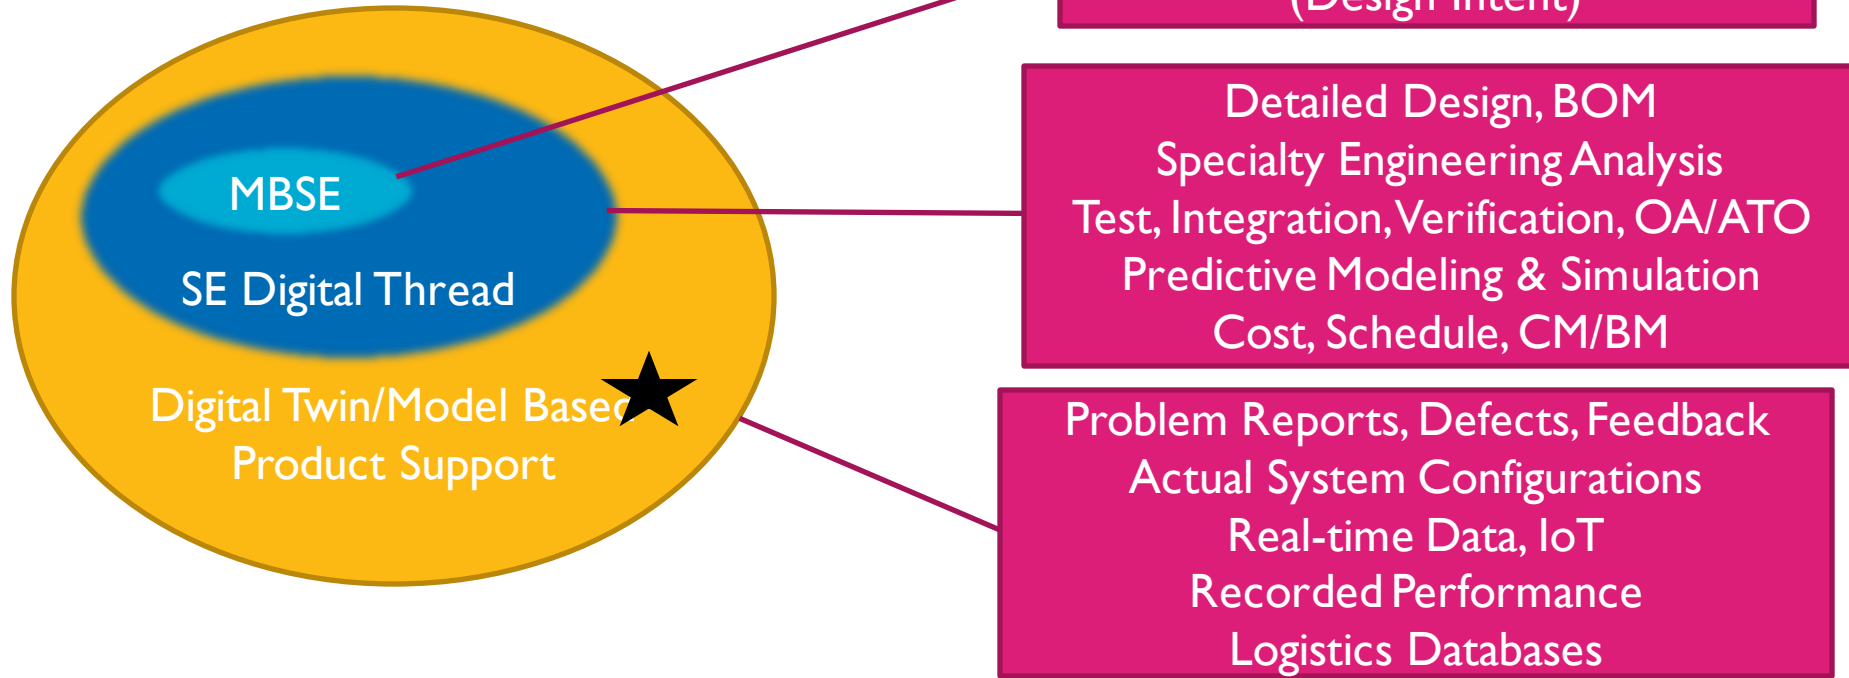 (Design Intent)
MBSE
SE Digital Thread
Digital Twin/Model Based
Product Support
Detailed Design, BOM
Specialty Engineering Analysis
Test, Integration, Verification, OA/ATO
Predictive Modeling & Simulation
Cost, Schedule, CM/BM
Problem Reports, Defects, Feedback
Actual System Configurations
Real-time Data, IoT
Recorded Performance
Logistics Databases